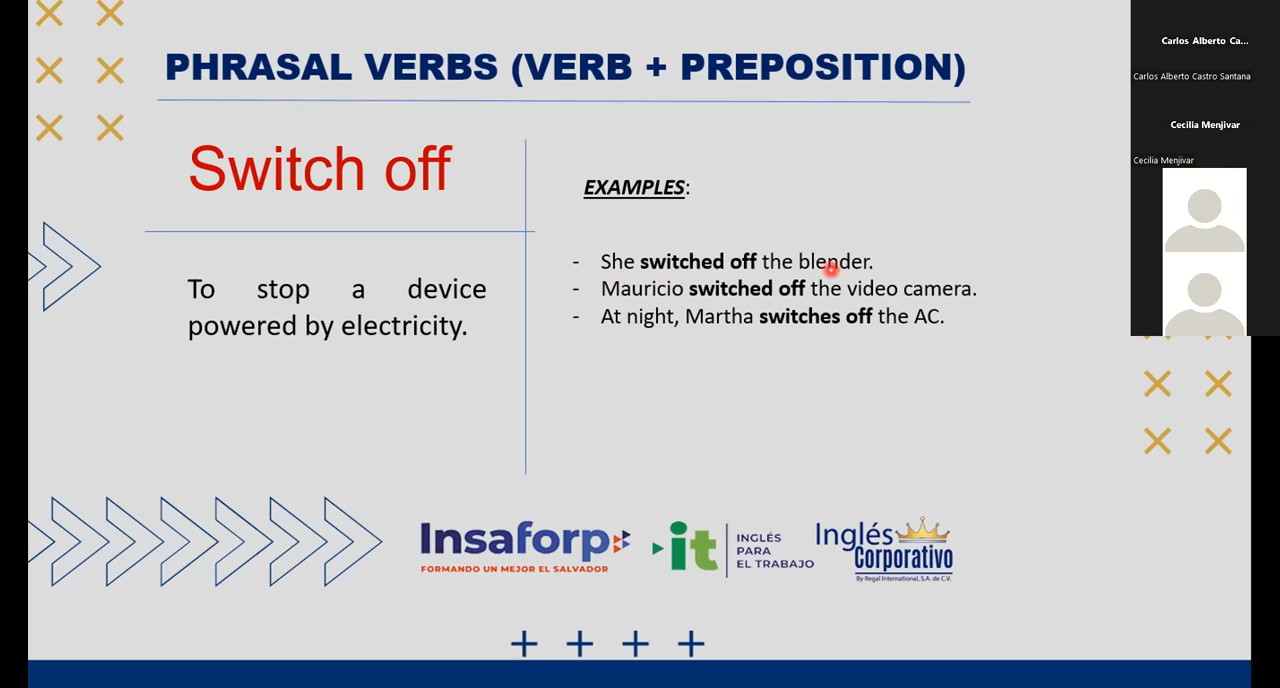 PHRASAL VERBS (VERB + PREPOSITION)
Switch off
To stop a device
powered by electricity.
EXAMPLES:
- She switched off the blender.
- Mauricio switched off the video camera.
- At night, Martha switches off the AC.
Insaforp
FORMANDO UN MEJOR EL SALVADOR
it
INGLÉS
PARA
EL TRABAJO
Inglés
Corporativo
By Regal International, S.A. de C.V.
Carlos Alberto Ca...
Carlos Alberto Castro Santana
Cecilia Menjivar
Cecilia Menjivar